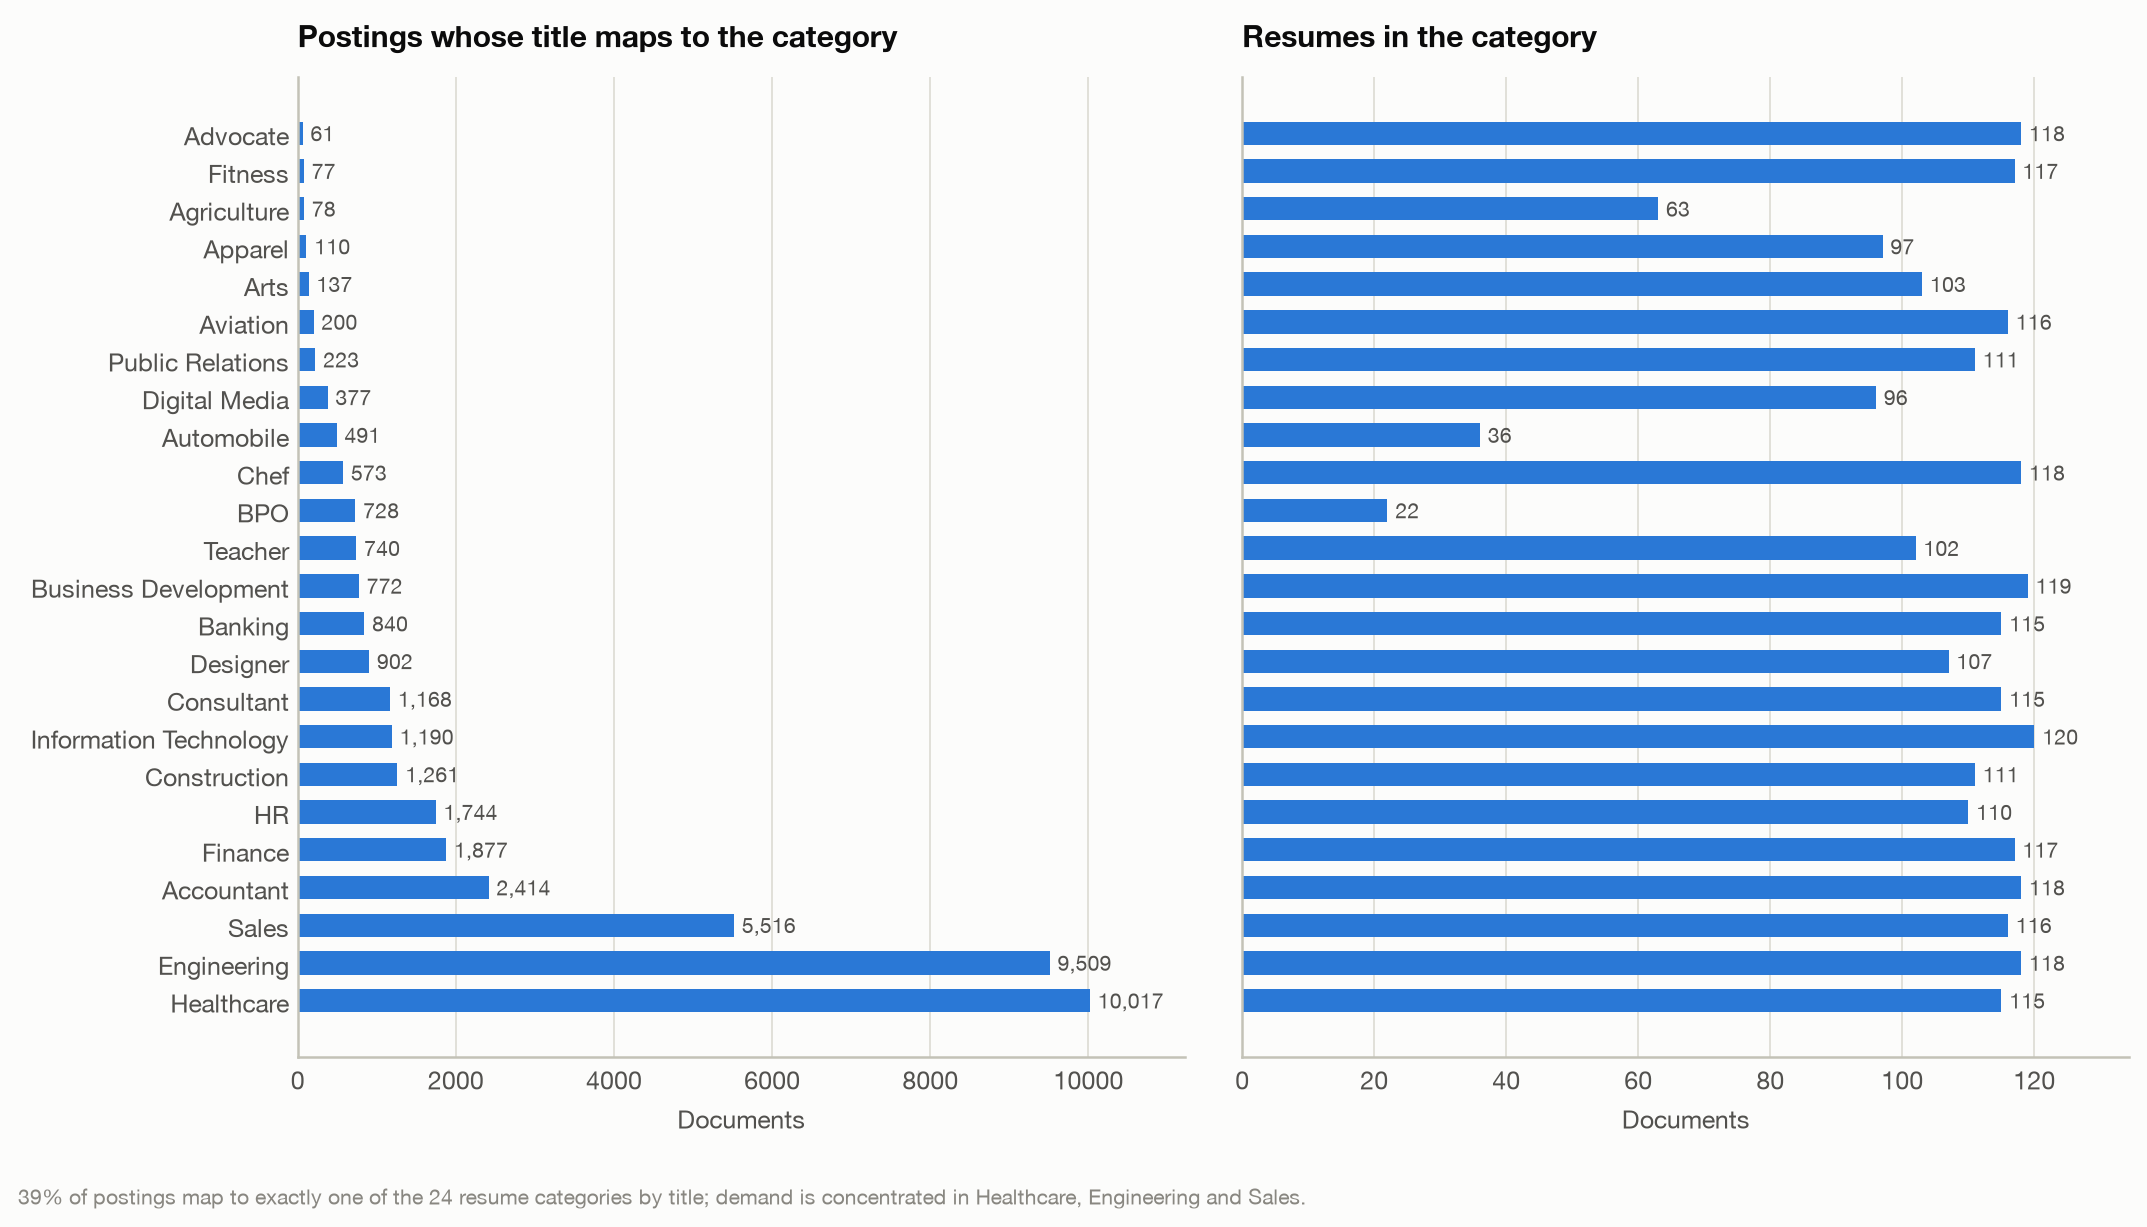 Postings whose title maps to the category
Resumes in the category
Advocate 61 118
Fitness 77 117
Agriculture 78 63
Apparel 110 97
Arts 137 103
Aviation 200 116
Public Relations 223 111
Digital Media 377 96
Automobile 491 36
Chef 573 118
BPO 728 22
Teacher 740 102
Business Development 772 119
Banking 840 115
Designer 902 107
Consultant 1,168 115
Information Technology 1,190 120
Construction 1,261 111
HR 1,744 110
Finance 1,877 117
Accountant 2,414 118
Sales 5,516 116
Engineering 9,509 118
Healthcare 10,017 115
0 2000 4000 6000 8000 10000
0 20 40 60 80 100 120
Documents
Documents
39% of postings map to exactly one of the 24 resume categories by title; demand is concentrated in Healthcare, Engineering and Sales.